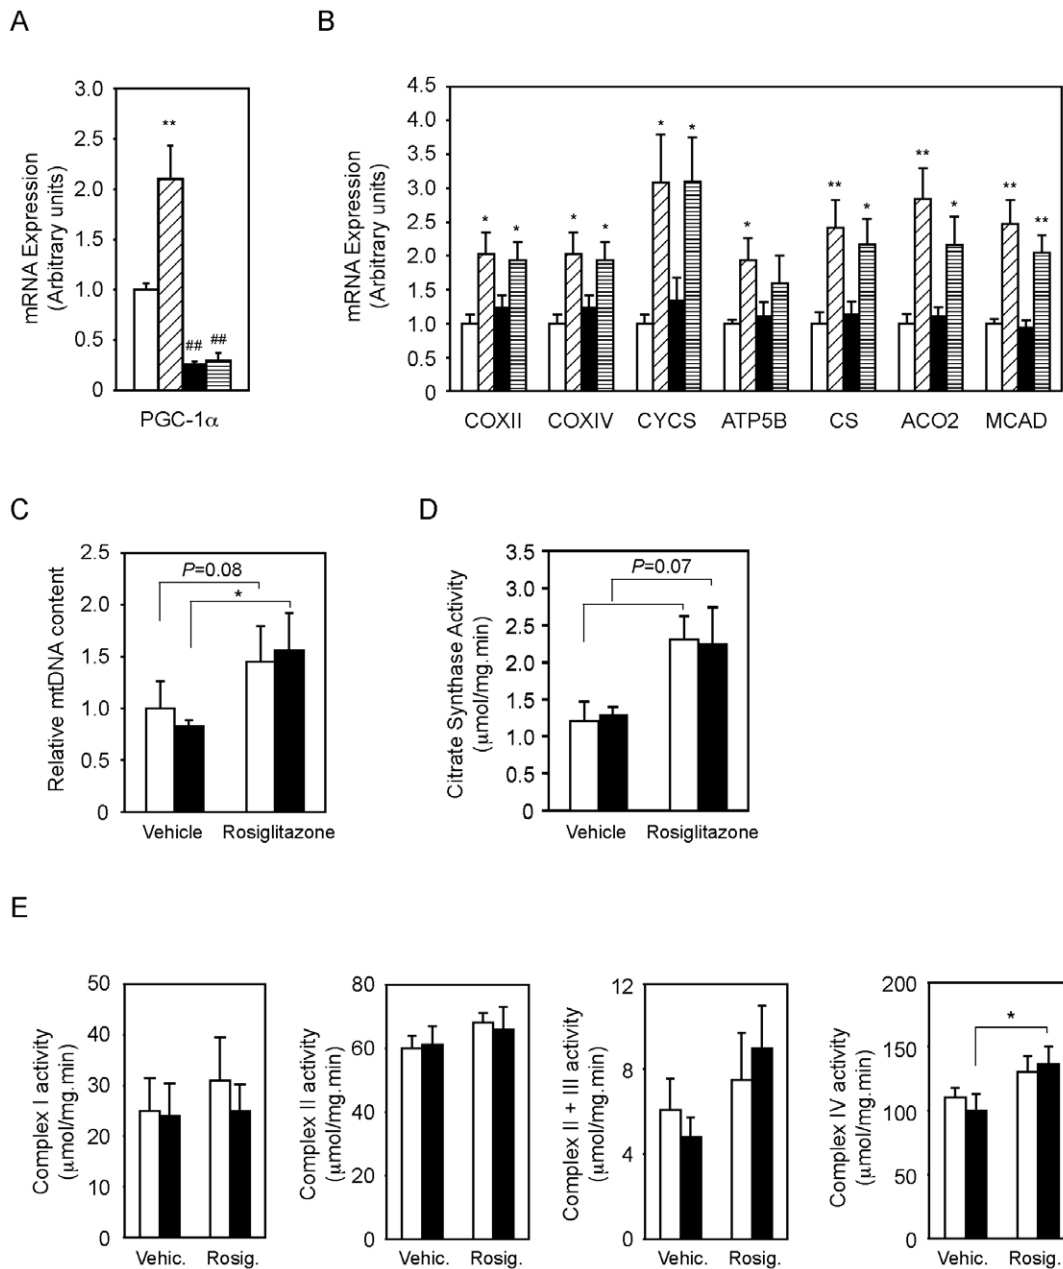 A
B
mRNA Expression
(Arbitrary units)
3.0
2.5
2.0
1.5
1.0
0.5
0
**
##
##
PGC-1α
mRNA Expression
(Arbitrary units)
4.5
4.0
3.5
3.0
2.5
2.0
1.5
1.0
0.5
0
* * * * * * * ** * ** * ** **
COXII COXIV CYCS ATP5B CS ACO2 MCAD
C
D
Relative mtDNA content
2.5
2.0
1.5
1.0
0.5
0
P=0.08
*
Vehicle Rosiglitazone
Citrate Synthase Activity
(μmol/mg.min)
3.5
3.0
2.5
2.0
1.5
1.0
0.5
0
P=0.07
Vehicle Rosiglitazone
E
Complex I activity
(μmol/mg.min)
50
40
30
20
10
0
Vehic. Rosig.
Complex II activity
(μmol/mg.min)
80
60
40
20
0
Vehic. Rosig.
Complex II + III activity
(μmol/mg.min)
12
8
4
0
Vehic. Rosig.
Complex IV activity
(μmol/mg.min)
200
150
100
50
0
*
Vehic. Rosig.